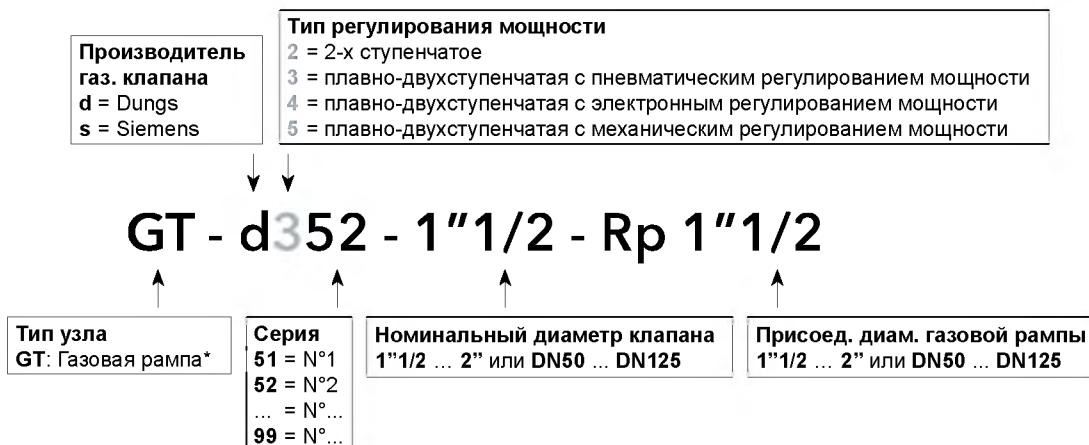 Производитель
газ. клапана
d = Dungs
s = Siemens
Тип регулирования мощности
2 = 2-х ступенчатое
3 = плавно-двухступенчатая с пневматическим регулированием мощности
4 = плавно-двухступенчатая с электронным регулированием мощности
5 = плавно-двухступенчатая с механическим регулированием мощности
GT - d352 - 1"1/2 - Rp 1"1/2
Тип узла
GT: Газовая рампа*
Серия
51 = N°1
52 = N°2
... = N°...
99 = N°...
Номинальный диаметр клапана
1”1/2 ... 2” или DN50 ... DN125
Присоед. диам. газовой рампы
1”1/2 ... 2” или DN50 ... DN125